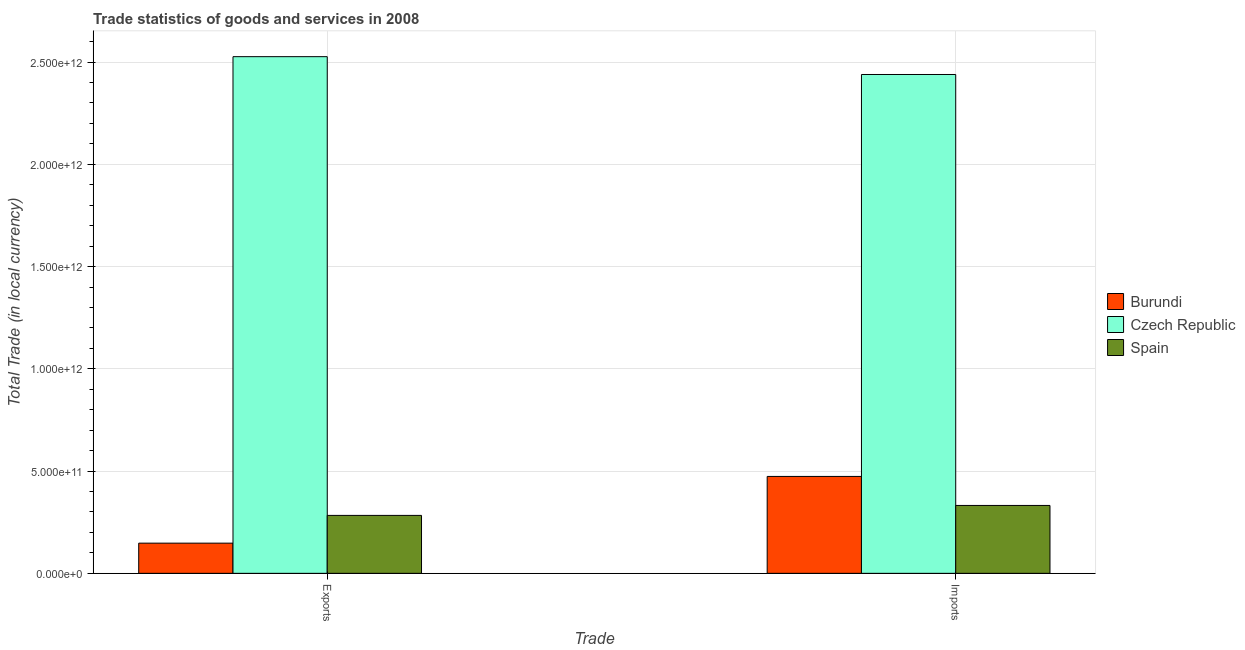 Trade statistics of goods and services in 2008
Total Trade (in local currency)
2.500e+12
2.000e+12
1.500e+12
1.000e+12
5.000e+11
0.000e+0
Exports
Imports
Trade
Burundi
Czech Republic
Spain